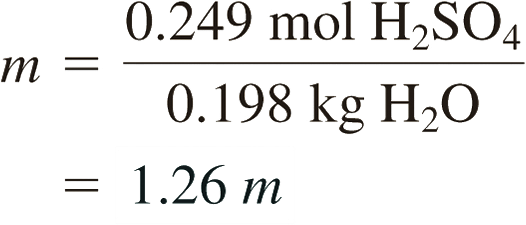 m = 0.249 mol H₂SO₄ / 0.198 kg H₂O
= 1.26 m